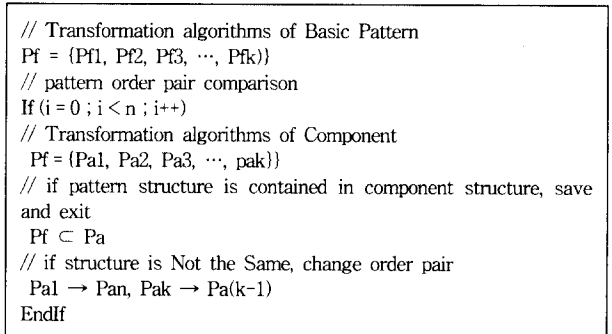 // Transformation algorithms of Basic Pattern
Pf = {Pf1, Pf2, Pf3, ⋯, Pfk)}
// pattern order pair comparison
If (i = 0 ; i < n ; i++)
// Transformation algorithms of Component
Pf = {Pa1, Pa2, Pa3, ⋯, pak}}
// if pattern structure is contained in component structure, save
and exit
Pf ⊂ Pa
// if structure is Not the Same, change order pair
Pa1 → Pan, Pak → Pa(k-1)
EndIf